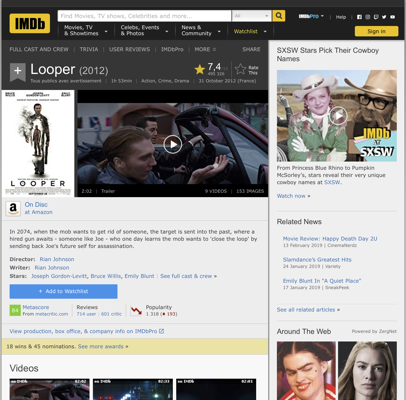 IMDb
Find Movies, TV shows, Celebrities and more...
All
IMDbPro
Help
Movies, TV & Showtimes
Celebs, Events & Photos
News & Community
Watchlist
Sign in
FULL CAST AND CREW | TRIVIA | USER REVIEWS | IMDbPro | MORE
SHARE
Looper (2012)
7,4
Rate This
Tous publics avec avertissement | 1h 53min | Action, Crime, Drama | 31 October 2012 (France)
LOOPER
2:02 | Trailer
9 VIDEOS | 153 IMAGES
On Disc
at Amazon
In 2074, when the mob wants to get rid of someone, the target is sent into the past, where a
hired gun awaits - someone like Joe - who one day learns the mob wants to 'close the loop' by
sending back Joe's future self for assassination.
Director: Rian Johnson
Writer: Rian Johnson
Stars: Joseph Gordon-Levitt, Bruce Willis, Emily Blunt | See full cast & crew »
+ Add to Watchlist
84
Metascore
From metacritic.com
Reviews
714 user | 601 critic
Popularity
1 318
View production, box office, & company info on IMDbPro
18 wins & 45 nominations. See more awards »
Videos
SXSW Stars Pick Their Cowboy
Names
IMDb
at
SXSW
From Princess Blue Rhino to Pumpkin
McSorley's, stars reveal their very unique
cowboy names at SXSW.
Watch now »
Related News
Movie Review: Happy Death Day 2U
13 February 2019 | CinemaNerdz
Slamdance's Greatest Hits
24 January 2019 | Variety
Emily Blunt In "A Quiet Place"
17 January 2019 | SneakPeek
See all related articles »
Around The Web
Powered by ZergNet